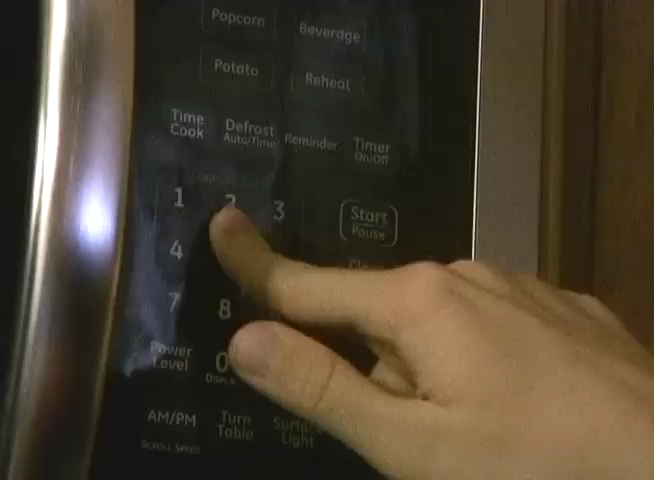 Popcorn Beverage
Potato Reheat
Time Cook
Defrost Auto/Time
Reminder
Timer On/Off
1 2 3
Start Pause
4
7 8
Power Level
0
AM/PM
Scroll Speed
Turn Table
Light